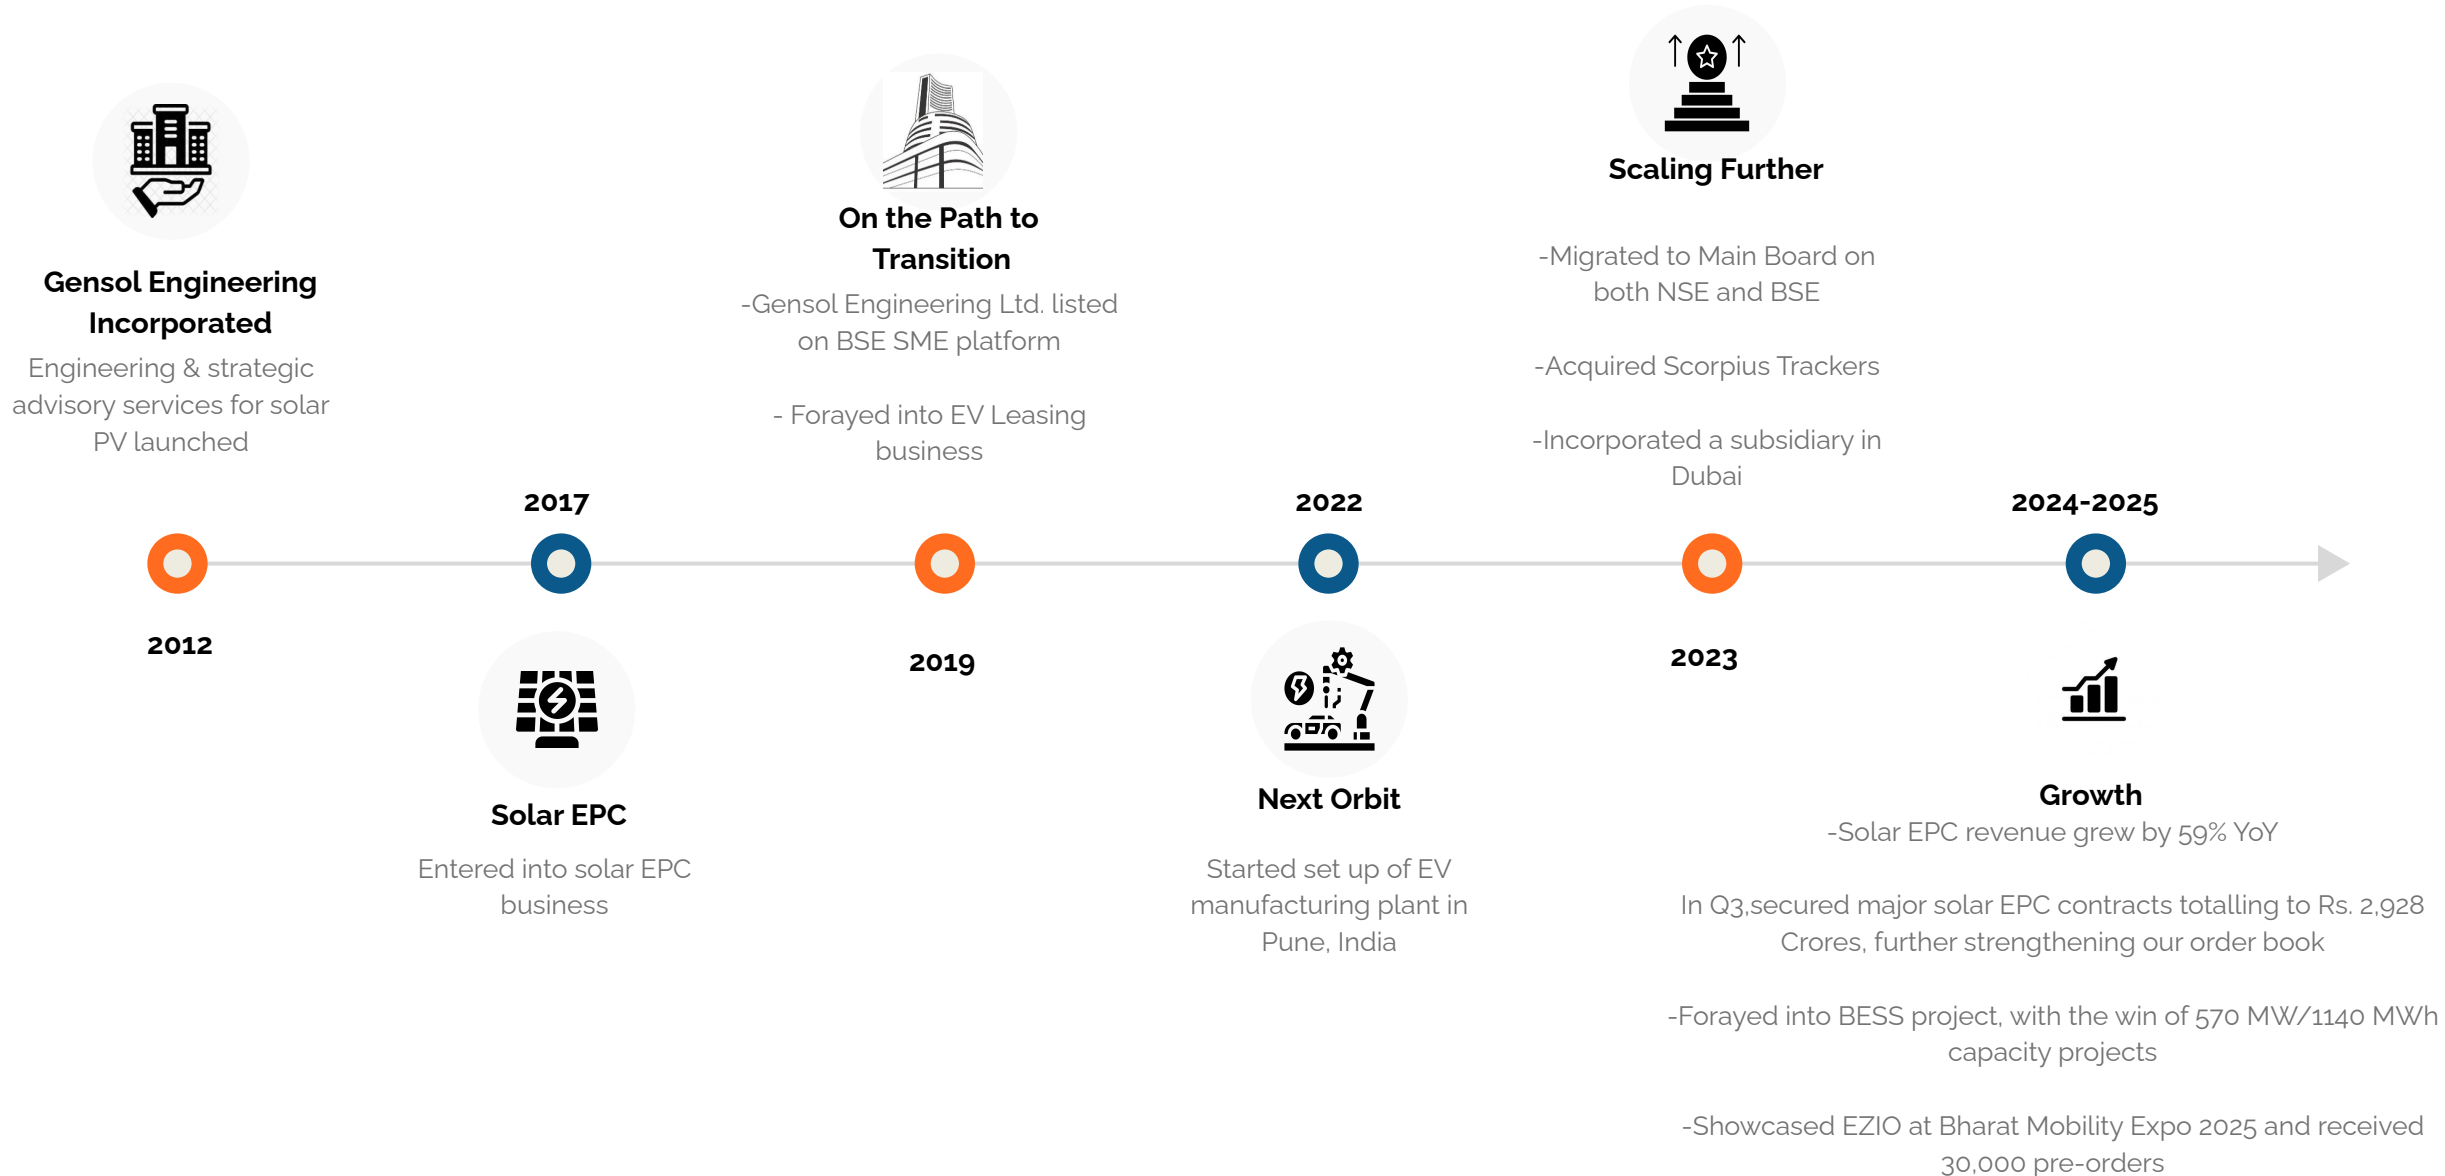 Gensol Engineering
Incorporated
Engineering & strategic
advisory services for solar
PV launched
2012
2017
Solar EPC
Entered into solar EPC
business
On the Path to
Transition
-Gensol Engineering Ltd. listed
on BSE SME platform
- Forayed into EV Leasing
business
2019
2022
Next Orbit
Started set up of EV
manufacturing plant in
Pune, India
Scaling Further
-Migrated to Main Board on
both NSE and BSE
-Acquired Scorpius Trackers
-Incorporated a subsidiary in
Dubai
2023
2024-2025
Growth
-Solar EPC revenue grew by 59% YoY
In Q3,secured major solar EPC contracts totalling to Rs. 2,928
Crores, further strengthening our order book
-Forayed into BESS project, with the win of 570 MW/1140 MWh
capacity projects
-Showcased EZIO at Bharat Mobility Expo 2025 and received
30,000 pre-orders